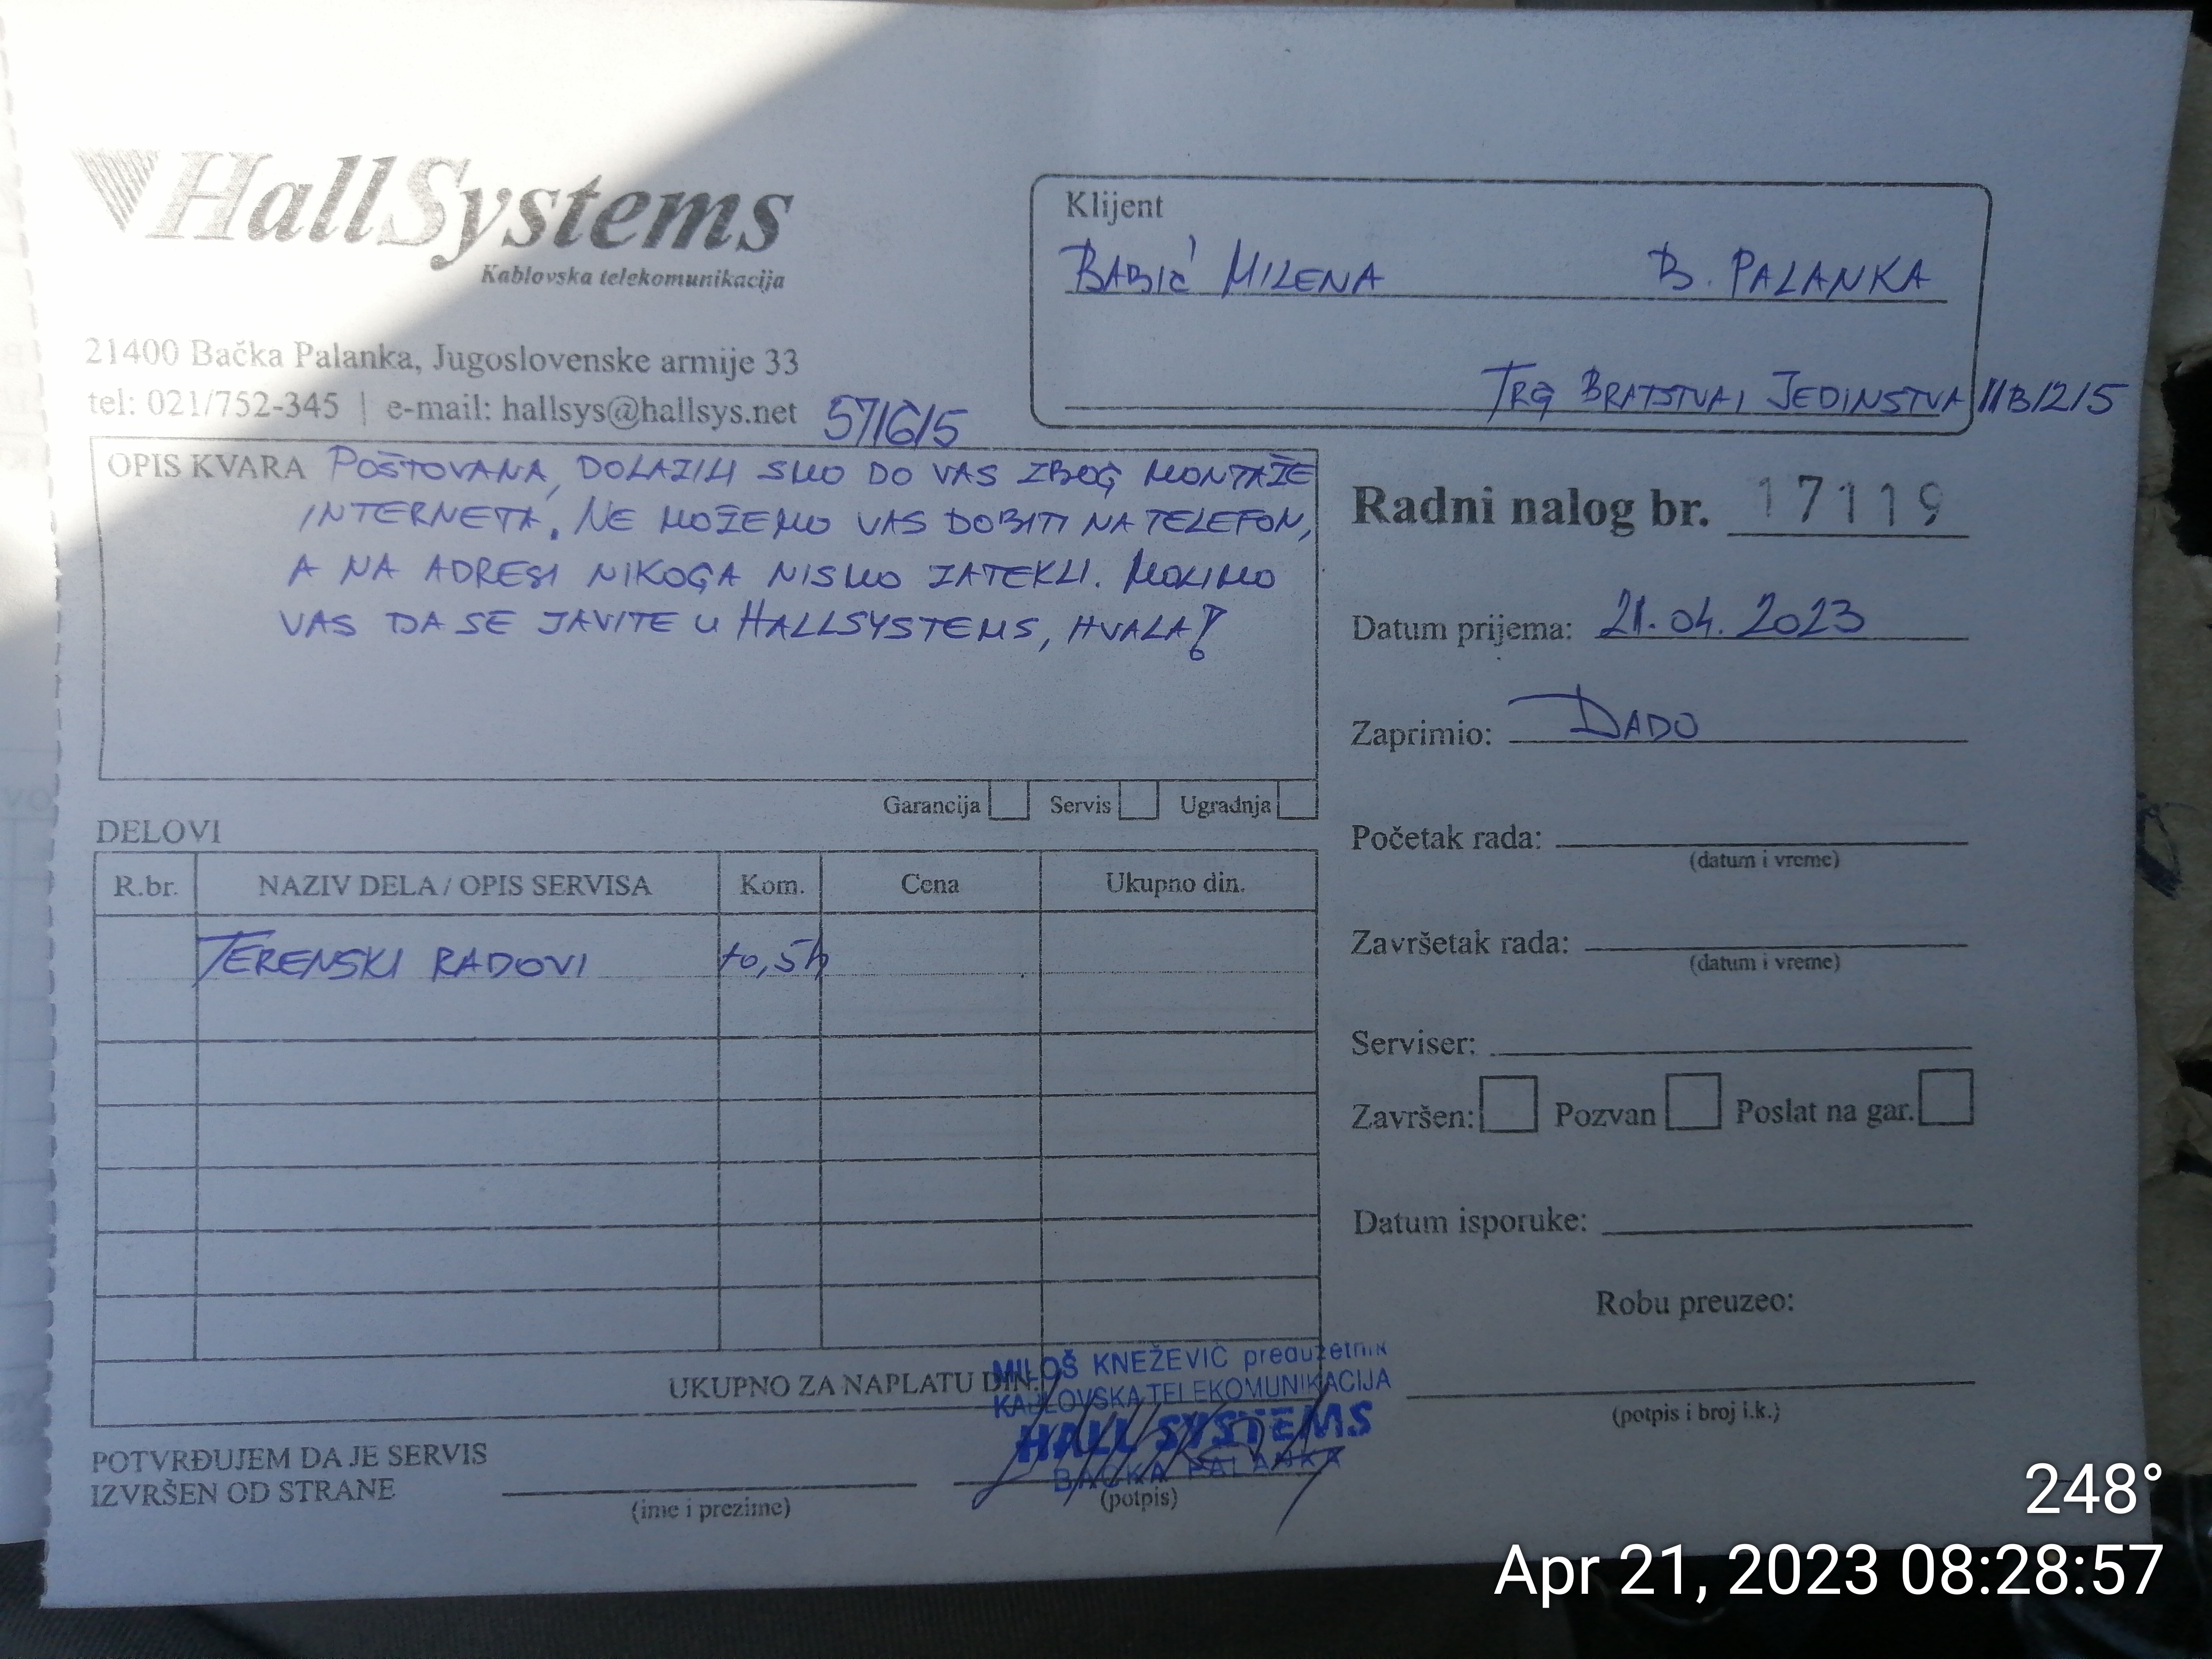 HallSystems
Kablovska telekomunikacija
21400 Bačka Palanka, Jugoslovenske armije 33
tel: 021/752-345 | e-mail: hallsys@hallsys.net
57/6/5
Klijent
BABIĆ MILENA B. PALANKA
TRG BRATSTVA I JEDINSTVA
OPIS KVARA POŠTOVANA, DOLAZILI SMO DO VAS ZBOG MONTAŽE
INTERNETA. NE MOŽEMO VAS DOBITI NA TELEFON,
A NA ADRESI NIKOGA NISMO ZATEKLI. MOLIMO
VAS DA SE JAVITE U HALLSYSTEMS, HVALA!
Garancija Servis Ugradnja
Radni nalog br. 17119
Datum prijema: 21.04.2023
Zaprimio: DADO
Početak rada:
(datum i vreme)
Završetak rada:
(datum i vreme)
Serviser:
Završen: Pozvan Poslat na gar.
Datum isporuke:
Robu preuzeo:
(potpis i broj i.k.)
DELOVI
R.br. NAZIV DELA / OPIS SERVISA Kom. Cena Ukupno din.
TERENSKI RADOVI
UKUPNO ZA NAPLATU DIN.
MILOŠ KNEŽEVIĆ preduzetnik
KABLOVSKA TELEKOMUNIKACIJA
HALL SYSTEMS
BAČKA PALANKA
POTVRĐUJEM DA JE SERVIS
IZVRŠEN OD STRANE
(ime i prezime) (potpis)
248°
Apr 21, 2023 08:28:57